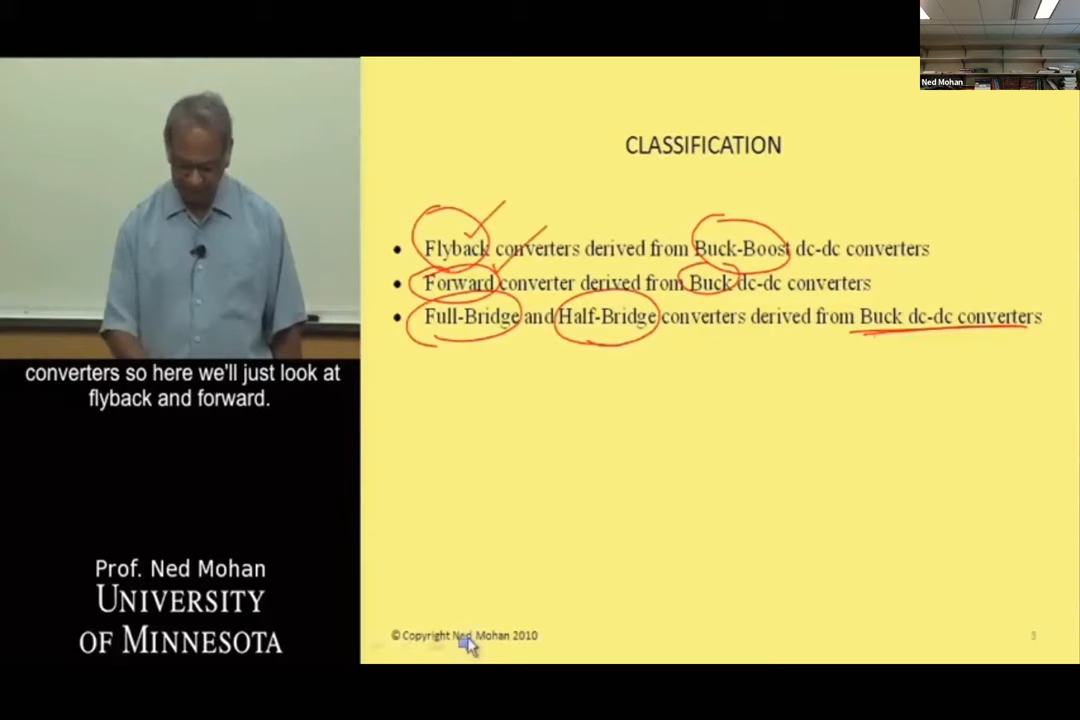 Ned Mohan
CLASSIFICATION
• Flyback converters derived from Buck-Boost dc-dc converters
• Forward converter derived from Buck dc-dc converters
• Full-Bridge and Half-Bridge converters derived from Buck dc-dc converters
converters so here we'll just look at
flyback and forward.
Prof. Ned Mohan
UNIVERSITY
OF MINNESOTA
© Copyright Ned Mohan 2010
3